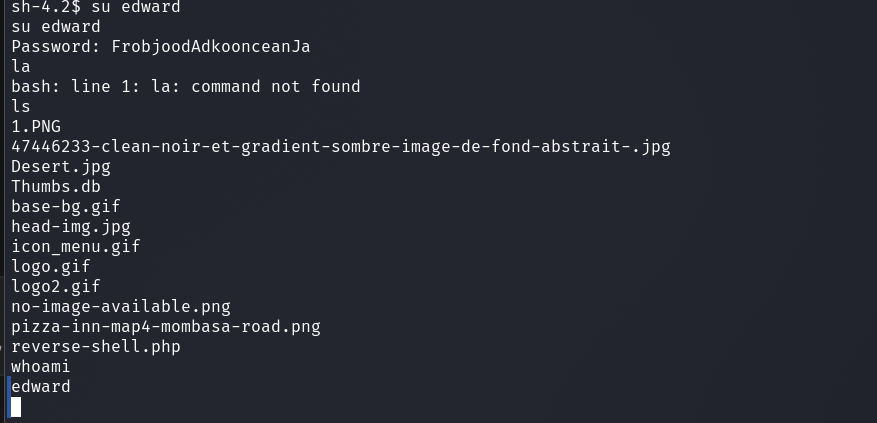 sh-4.2$ su edward
su edward
Password: FrobjoodAdkoonceanJa
la
bash: line 1: la: command not found
ls
1.PNG
47446233-clean-noir-et-gradient-sombre-image-de-fond-abstrait-.jpg
Desert.jpg
Thumbs.db
base-bg.gif
head-img.jpg
icon_menu.gif
logo.gif
logo2.gif
no-image-available.png
pizza-inn-map4-mombasa-road.png
reverse-shell.php
whoami
edward